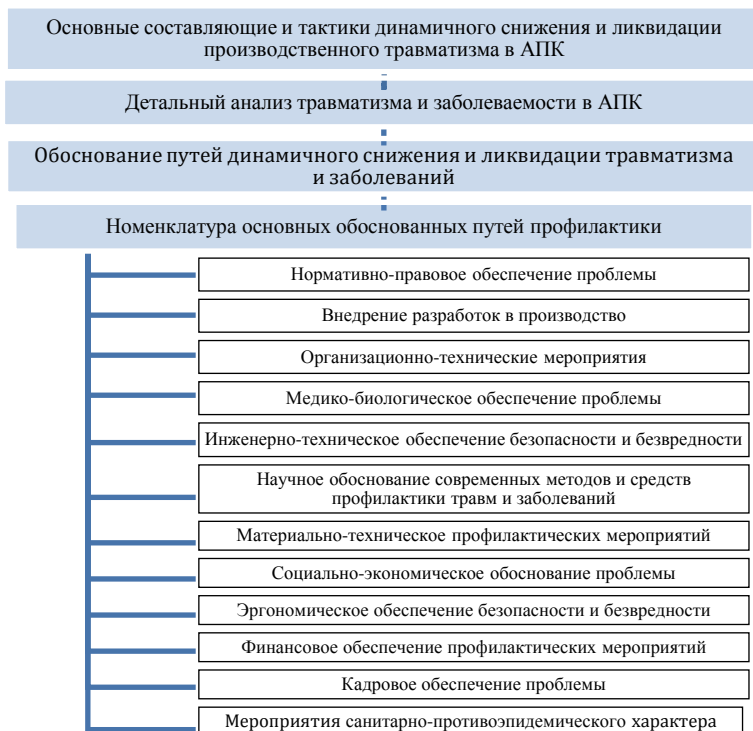 Основные составляющие и тактики динамичного снижения и ликвидации
производственного травматизма в АПК
Детальный анализ травматизма и заболеваемости в АПК
Обоснование путей динамичного снижения и ликвидации травматизма
и заболеваний
Номенклатура основных обоснованных путей профилактики
Нормативно-правовое обеспечение проблемы
Внедрение разработок в производство
Организационно-технические мероприятия
Медико-биологическое обеспечение проблемы
Инженерно-техническое обеспечение безопасности и безвредности
Научное обоснование современных методов и средств
профилактики травм и заболеваний
Материально-техническое профилактических мероприятий
Социально-экономическое обоснование проблемы
Эргономическое обеспечение безопасности и безвредности
Финансовое обеспечение профилактических мероприятий
Кадровое обеспечение проблемы
Мероприятия санитарно-противоэпидемического характера